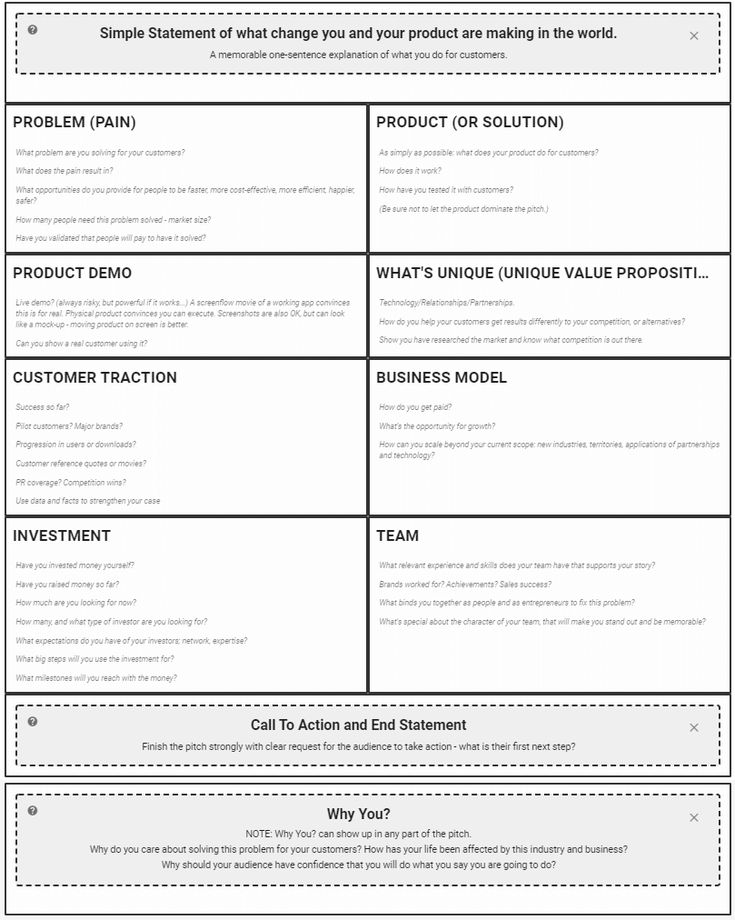 Simple Statement of what change you and your product are making in the world.
A memorable one-sentence explanation of what you do for customers.
PROBLEM (PAIN)
What problem are you solving for your customers?
What does the pain result in?
What opportunities do you provide for people to be faster, more cost-effective, more efficient, happier,
safer?
How many people need this problem solved - market size?
Have you validated that people will pay to have it solved?
PRODUCT (OR SOLUTION)
As simply as possible: what does your product do for customers?
How does it work?
How have you tested it with customers?
(Be sure not to let the product dominate the pitch.)
PRODUCT DEMO
Live demo? (always risky, but powerful if it works...) A screenflow movie of a working app convinces
this is for real. Physical product convinces you can execute. Screenshots are also OK, but can look
like a mock-up - moving product on screen is better.
Can you show a real customer using it?
WHAT'S UNIQUE (UNIQUE VALUE PROPOSITI...
Technology/Relationships/Partnerships.
How do you help your customers get results differently to your competition, or alternatives?
Show you have researched the market and know what competition is out there.
CUSTOMER TRACTION
Success so far?
Pilot customers? Major brands?
Progression in users or downloads?
Customer reference quotes or movies?
PR coverage? Competition wins?
Use data and facts to strengthen your case
BUSINESS MODEL
How do you get paid?
What's the opportunity for growth?
How can you scale beyond your current scope: new industries, territories, applications of partnerships
and technology?
INVESTMENT
Have you invested money yourself?
Have you raised money so far?
How much are you looking for now?
How many, and what type of investor are you looking for?
What expectations do you have of your investors; network, expertise?
What big steps will you use the investment for?
What milestones will you reach with the money?
TEAM
What relevant experience and skills does your team have that supports your story?
Brands worked for? Achievements? Sales success?
What binds you together as people and as entrepreneurs to fix this problem?
What's special about the character of your team, that will make you stand out and be memorable?
Call To Action and End Statement
Finish the pitch strongly with clear request for the audience to take action - what is their first next step?
Why You?
NOTE: Why You? can show up in any part of the pitch.
Why do you care about solving this problem for your customers? How has your life been affected by this industry and business?
Why should your audience have confidence that you will do what you say you are going to do?